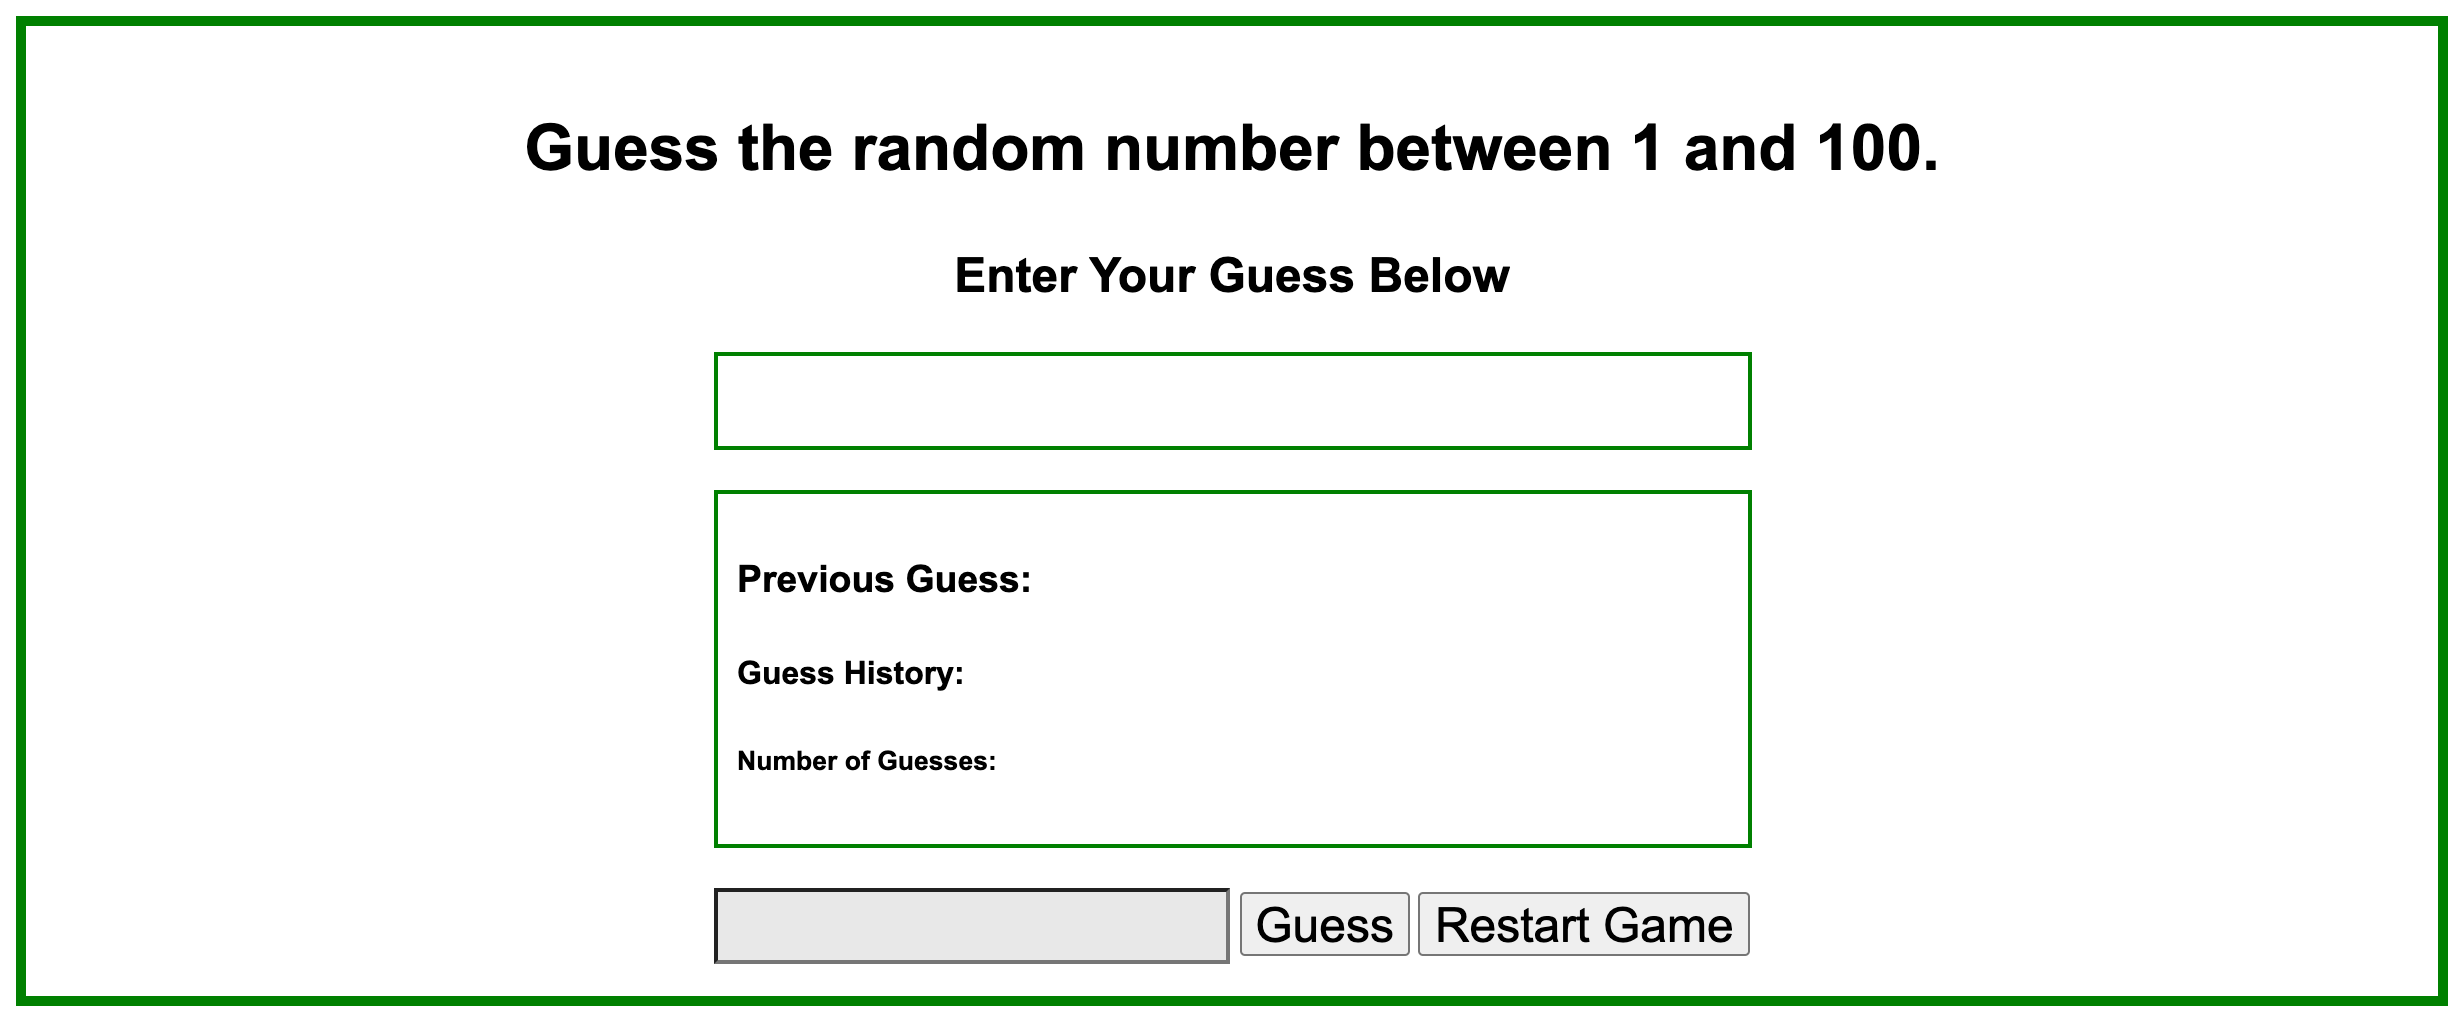 Guess the random number between 1 and 100.
Enter Your Guess Below
Previous Guess:
Guess History:
Number of Guesses:
Guess Restart Game